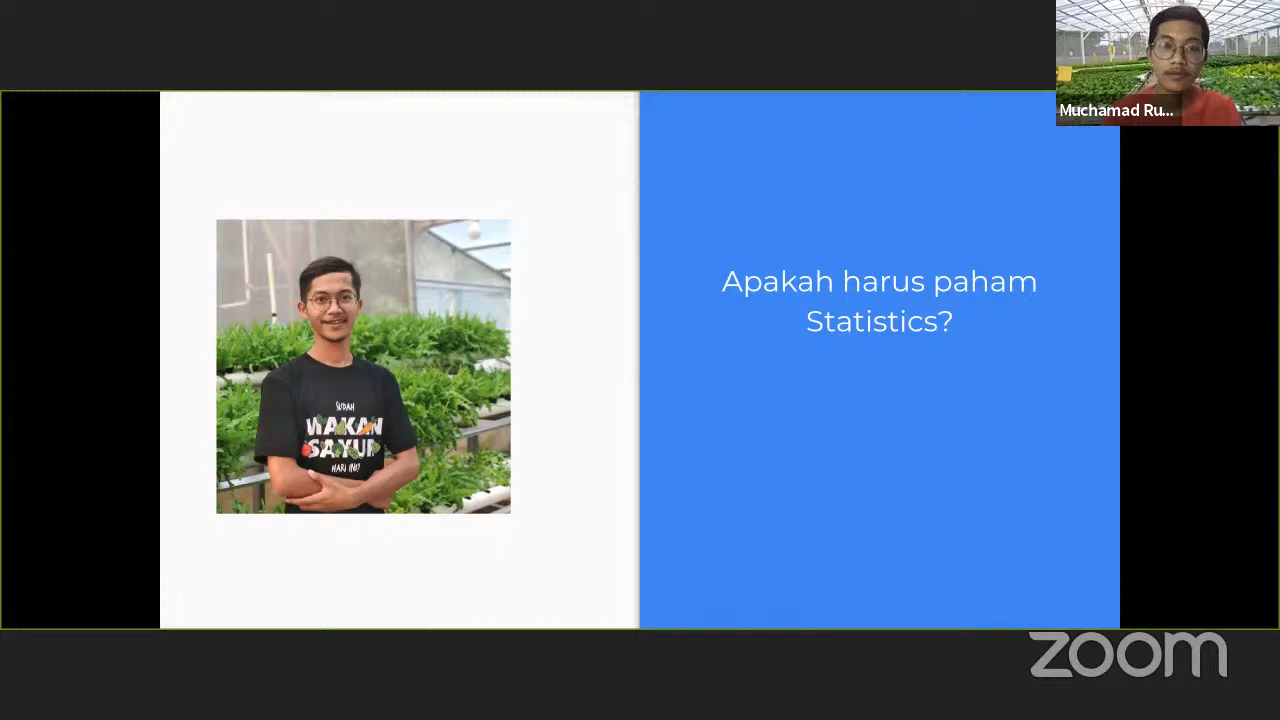 Muchamad Ru...
Apakah harus paham
Statistics?
SUDAH
MAKAN
SAYUR
HARI INI?
zoom